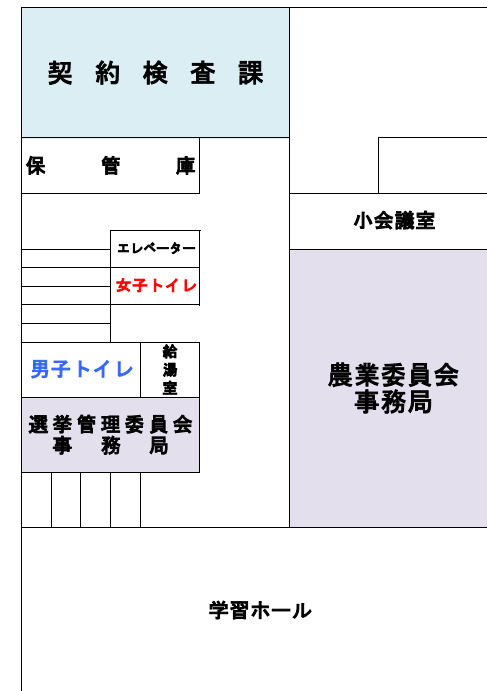 契約検査課
保管庫
小会議室
エレベーター
女子トイレ
男子トイレ
給湯室
農業委員会
事務局
選挙管理委員会
事務局
学習ホール